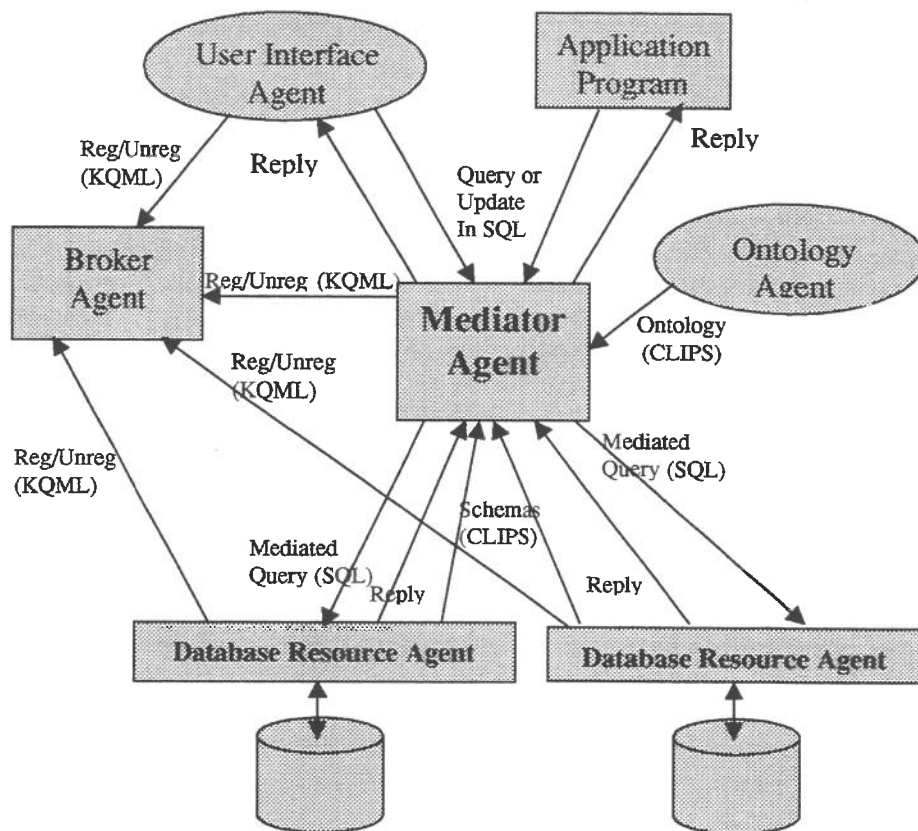 User Interface
Agent
Application
Program
Reg/Unreg
(KQML)
Reply
Query or
Update
In SQL
Reply
Broker
Agent
Reg/Unreg (KQML)
Mediator
Agent
Ontology
Agent
Ontology
(CLIPS)
Reg/Unreg
(KQML)
Reg/Unreg
(KQML)
Mediated
Query (SQL)
Schemas
(CLIPS)
Mediated
Query (SQL)
Reply
Reply
Database Resource Agent
Database Resource Agent